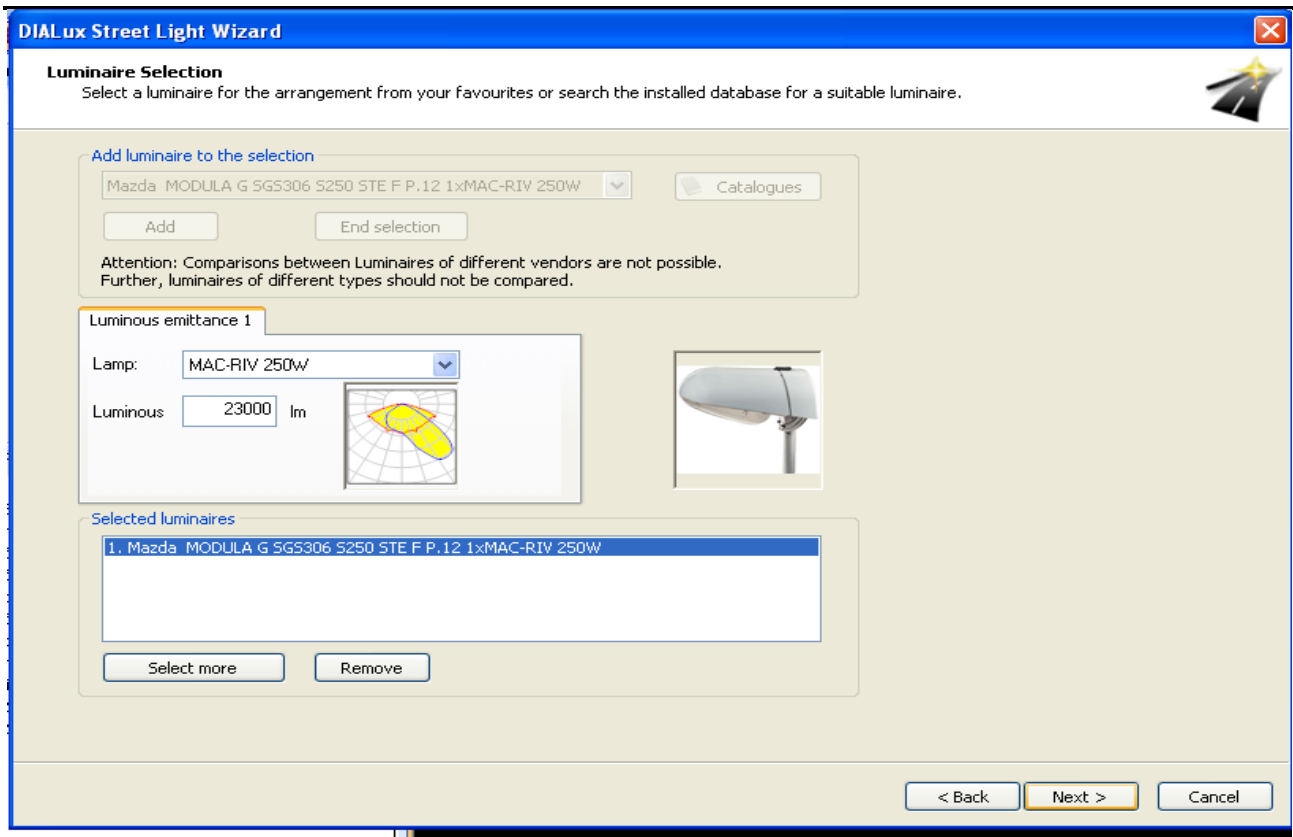 DIALux Street Light Wizard
Luminaire Selection
Select a luminaire for the arrangement from your favourites or search the installed database for a suitable luminaire.
Add luminaire to the selection
Mazda MODULA G SGS306 S250 STE F P.12 1xMAC-RIV 250W
Catalogues
Add
End selection
Attention: Comparisons between Luminaires of different vendors are not possible.
Further, luminaires of different types should not be compared.
Luminous emittance 1
Lamp:
MAC-RIV 250W
Luminous
23000
lm
Selected luminaires
1. Mazda MODULA G SGS306 S250 STE F P.12 1xMAC-RIV 250W
Select more
Remove
< Back
Next >
Cancel